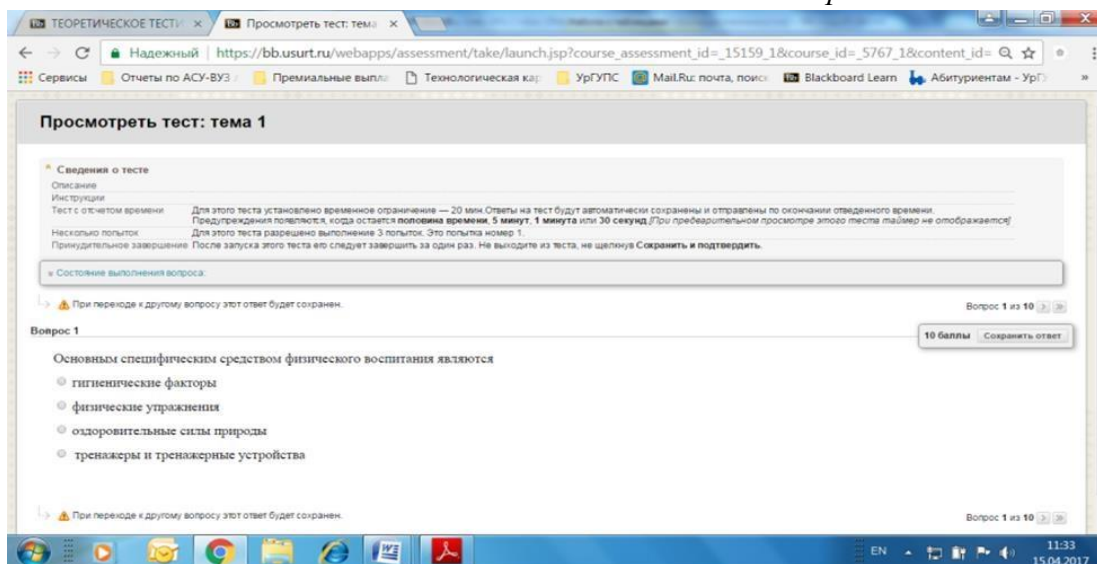 ТЕОРЕТИЧЕСКОЕ ТЕСТИ × Просмотреть тест: тема ×
Надежный | https://bb.usurt.ru/webapps/assessment/take/launch.jsp?course_assessment_id=_15159_1&course_id=_5767_1&content_id=
Сервисы Отчеты по АСУ-ВУЗ / Премиальные выпла Технологическая кар УрГУПС Mail.Ru: почта, поиск Blackboard Learn Абитуриентам - УрГ »
Просмотреть тест: тема 1
* Сведения о тесте
Описание
Инструкции
Тест с отсчетом времени Для этого теста установлено временное ограничение — 20 мин.Ответы на тест будут автоматически сохранены и отправлены по окончании отведенного времени.
Предупреждения появляются, когда остается половина времени, 5 минут, 1 минута или 30 секунд.[При предварительном просмотре этого теста таймер не отображается]
Несколько попыток Для этого теста разрешено выполнение 3 попыток. Это попытка номер 1.
Принудительное завершение После запуска этого теста его следует завершить за один раз. Не выходите из теста, не щелкнув Сохранить и подтвердить.
Состояние выполнения вопроса:
При переходе к другому вопросу этот ответ будет сохранен. Вопрос 1 из 10 > >>
Вопрос 1 10 баллы Сохранить ответ
Основным специфическим средством физического воспитания являются
гигиенические факторы
физические упражнения
оздоровительные силы природы
тренажеры и тренажерные устройства
При переходе к другому вопросу этот ответ будет сохранен. Вопрос 1 из 10 > >>
EN 11:33
15.04.2017